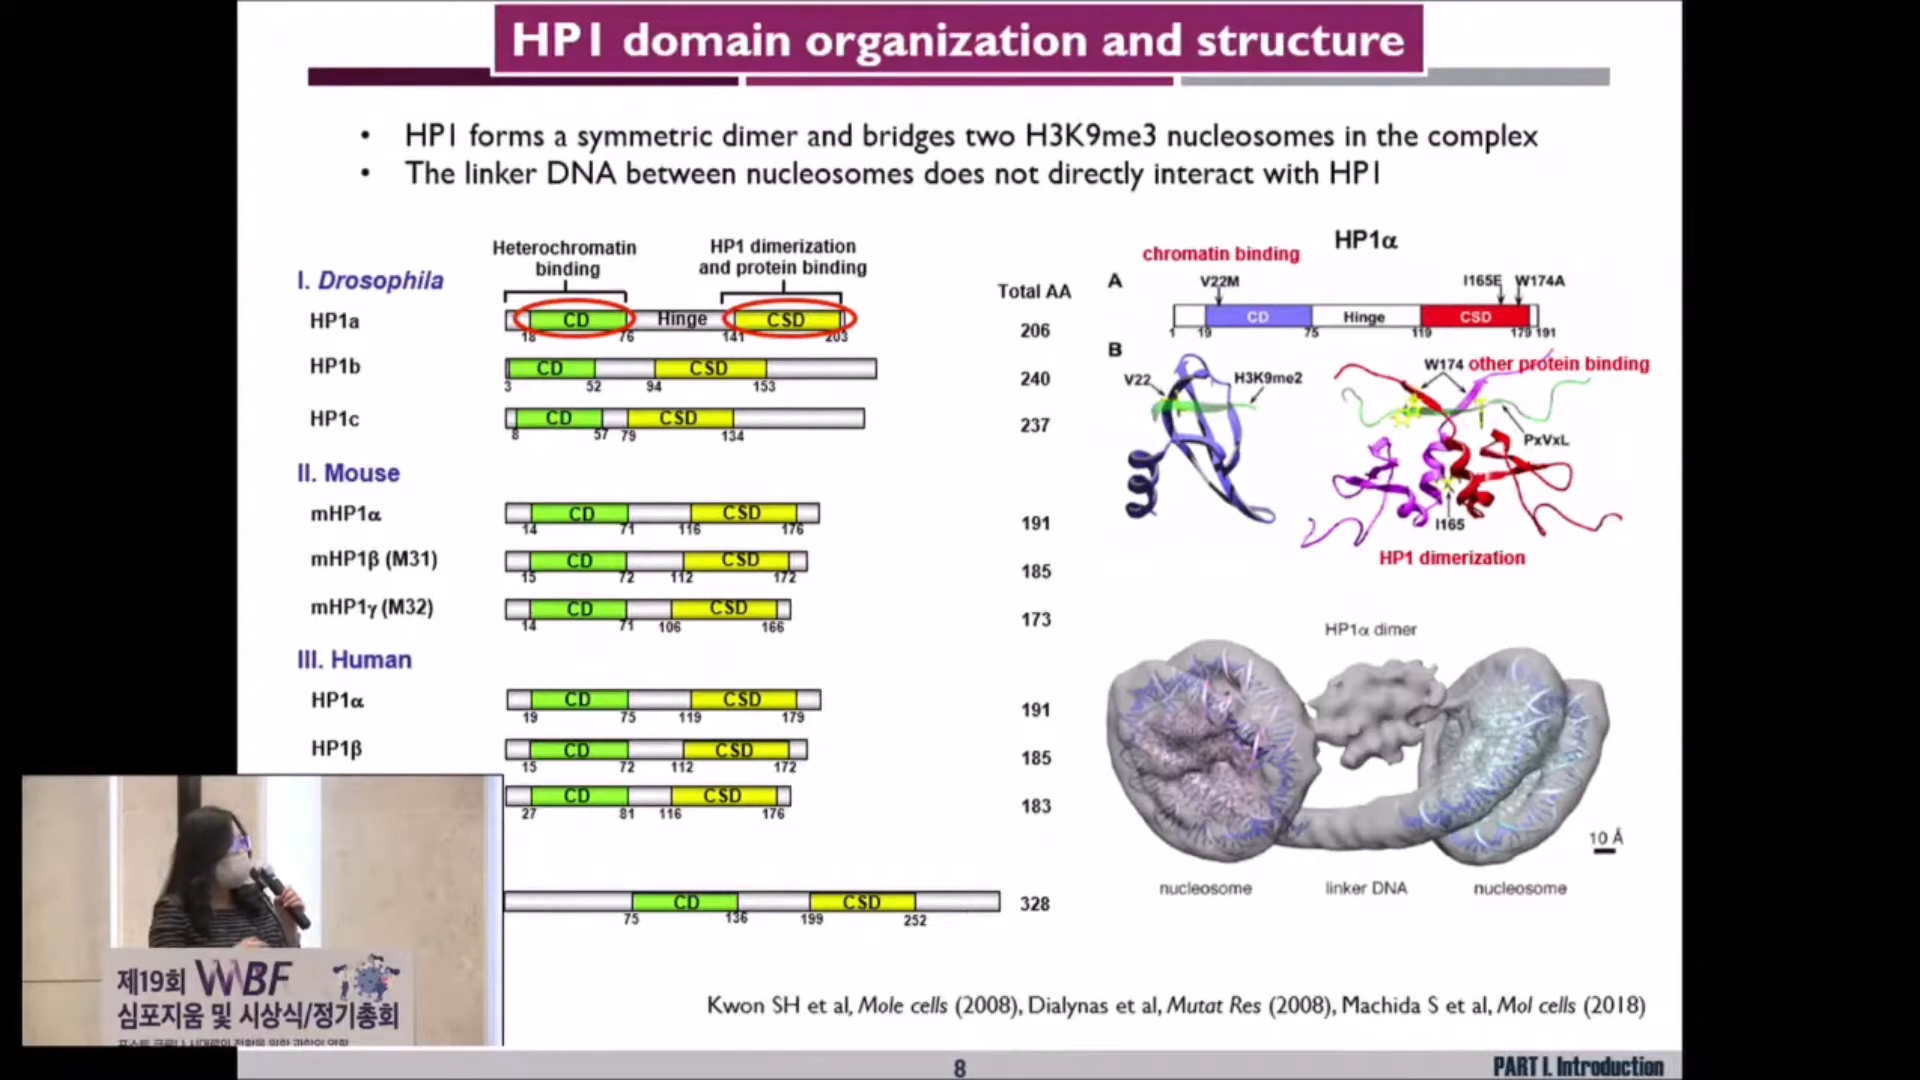 HP1 domain organization and structure
• HP1 forms a symmetric dimer and bridges two H3K9me3 nucleosomes in the complex
• The linker DNA between nucleosomes does not directly interact with HP1
Heterochromatin
binding
HP1 dimerization
and protein binding
Total AA
I. Drosophila
HP1a
CD Hinge CSD
18 76 141 203
206
HP1b
CD CSD
3 52 94 153
240
HP1c
CD CSD
8 57 79 134
237
II. Mouse
mHP1α
CD CSD
14 71 116 176
191
mHP1β (M31)
CD CSD
15 72 112 172
185
mHP1γ (M32)
CD CSD
14 71 106 166
173
III. Human
HP1α
CD CSD
19 75 119 179
191
HP1β
CD CSD
15 72 112 172
185
CD CSD
27 81 116 176
183
CD CSD
75 136 199 252
328
HP1α
chromatin binding
A
V22M I165E W174A
CD Hinge CSD
1 19 75 119 179 191
B
V22 H3K9me2
W174 other protein binding
PxVxL
I165
HP1 dimerization
HP1α dimer
10 Å
nucleosome linker DNA nucleosome
Kwon SH et al, Mole cells (2008), Dialynas et al, Mutat Res (2008), Machida S et al, Mol cells (2018)
제19회 WBF
심포지움 및 시상식/정기총회
8
PART I. Introduction